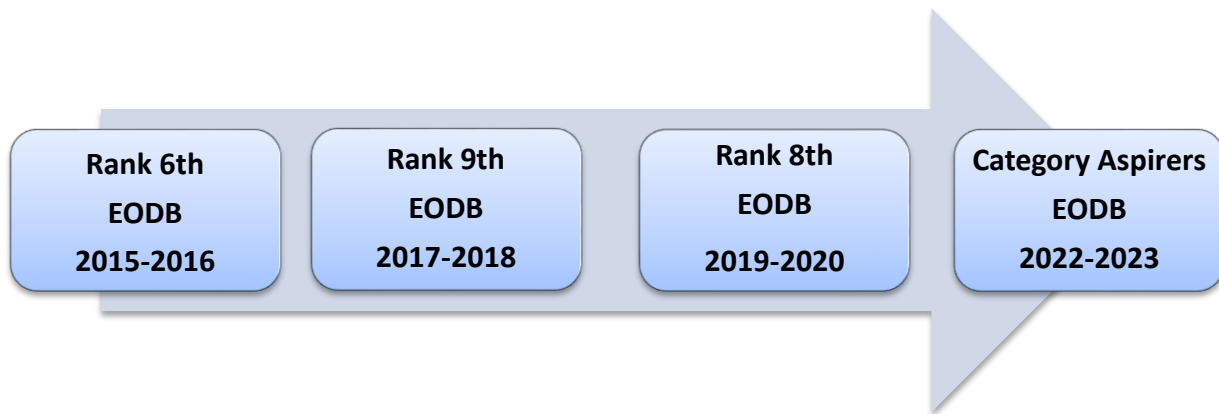 Rank 6th
EODB
2015-2016
Rank 9th
EODB
2017-2018
Rank 8th
EODB
2019-2020
Category Aspirers
EODB
2022-2023